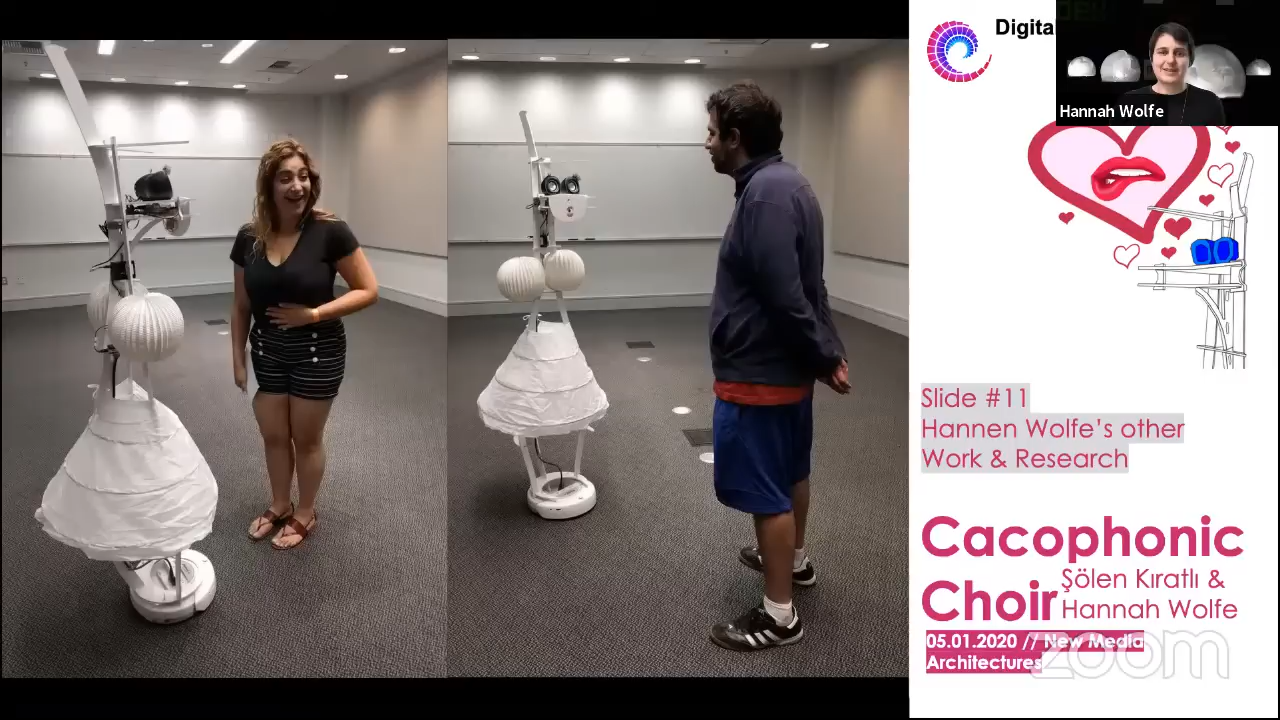 Digital
Hannah Wolfe
Slide #11
Hannen Wolfe's other
Work & Research
Cacophonic
Choir
Şölen Kıratlı &
Hannah Wolfe
05.01.2020 // New Media
Architectures
zoom